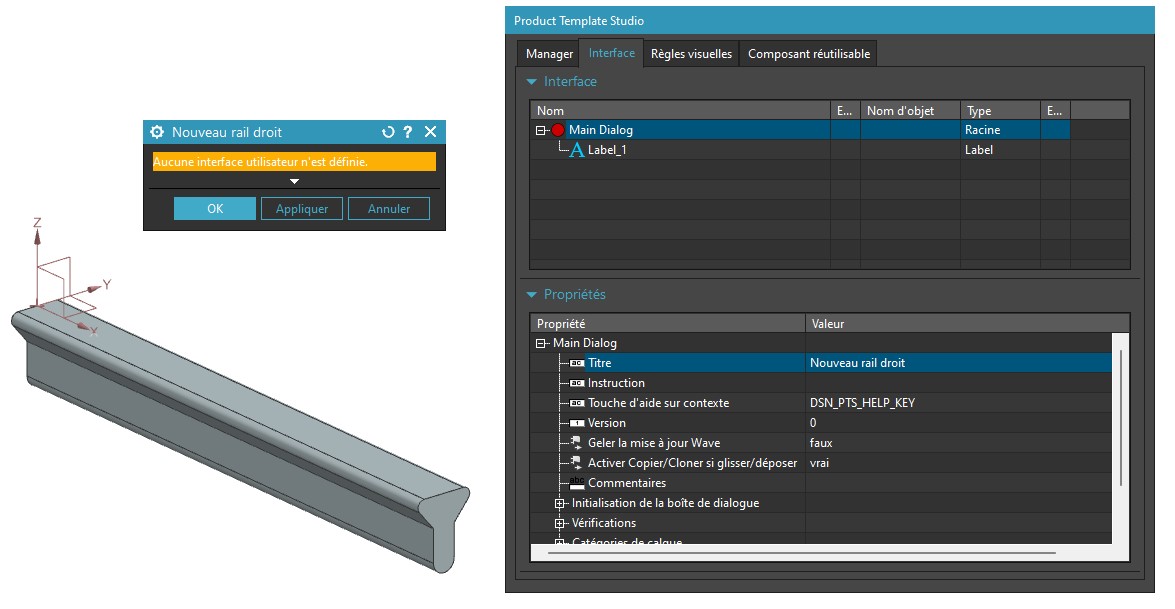 Nouveau rail droit
Aucune interface utilisateur n'est définie.
OK
Appliquer
Annuler
Z
Y
X
Product Template Studio
Manager
Interface
Règles visuelles
Composant réutilisable
Interface
Nom
E...
Nom d'objet
Type
E...
Main Dialog
Racine
Label_1
Label
Propriétés
Propriété
Valeur
Main Dialog
Titre
Nouveau rail droit
Instruction
Touche d'aide sur contexte
DSN_PTS_HELP_KEY
Version
0
Geler la mise à jour Wave
faux
Activer Copier/Cloner si glisser/déposer
vrai
Commentaires
Initialisation de la boîte de dialogue
Vérifications
Catégories de calque